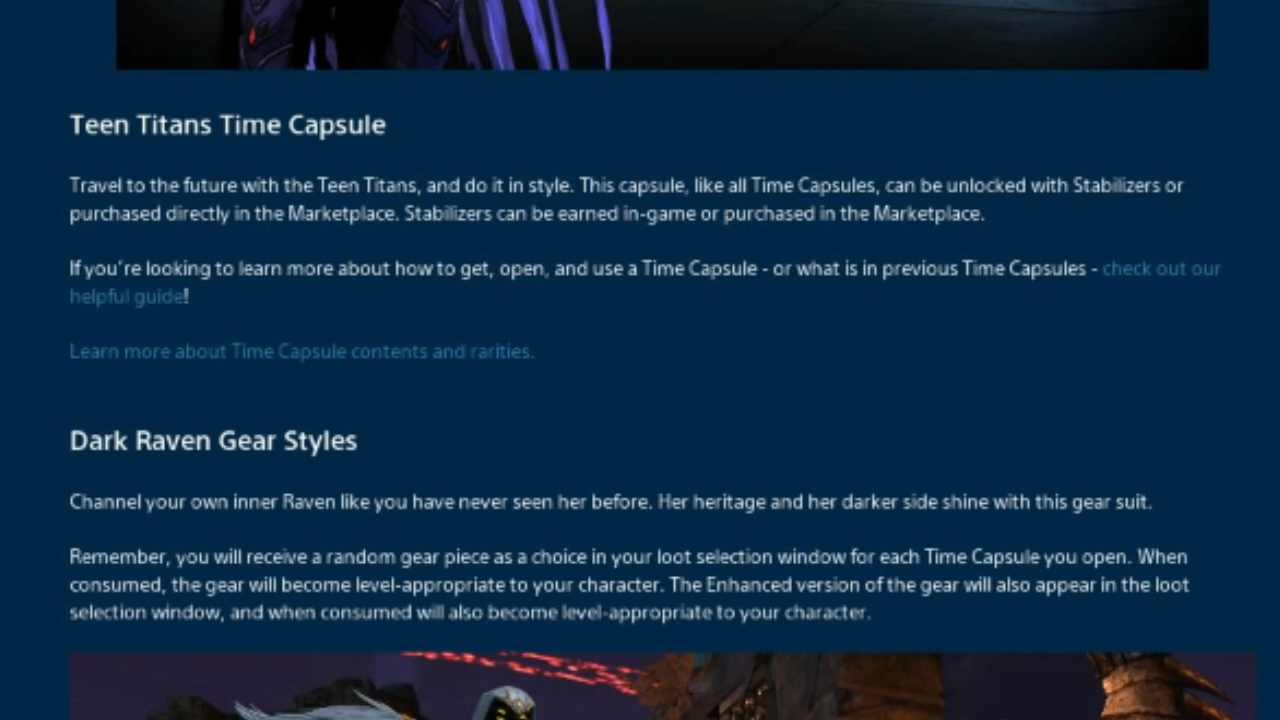 Teen Titans Time Capsule
Travel to the future with the Teen Titans, and do it in style. This capsule, like all Time Capsules, can be unlocked with Stabilizers or
purchased directly in the Marketplace. Stabilizers can be earned in-game or purchased in the Marketplace.
If you're looking to learn more about how to get, open, and use a Time Capsule - or what is in previous Time Capsules - check out our
helpful guide!
Learn more about Time Capsule contents and rarities.
Dark Raven Gear Styles
Channel your own inner Raven like you have never seen her before. Her heritage and her darker side shine with this gear suit.
Remember, you will receive a random gear piece as a choice in your loot selection window for each Time Capsule you open. When
consumed, the gear will become level-appropriate to your character. The Enhanced version of the gear will also appear in the loot
selection window, and when consumed will also become level-appropriate to your character.